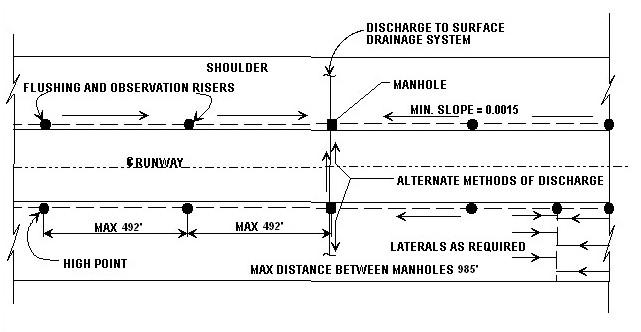 DISCHARGE TO SURFACE
DRAINAGE SYSTEM
SHOULDER
FLUSHING AND OBSERVATION RISERS
MANHOLE
MIN. SLOPE = 0.0015
℄ RUNWAY
ALTERNATE METHODS OF DISCHARGE
MAX 492'
MAX 492'
LATERALS AS REQUIRED
HIGH POINT
MAX DISTANCE BETWEEN MANHOLES 985'